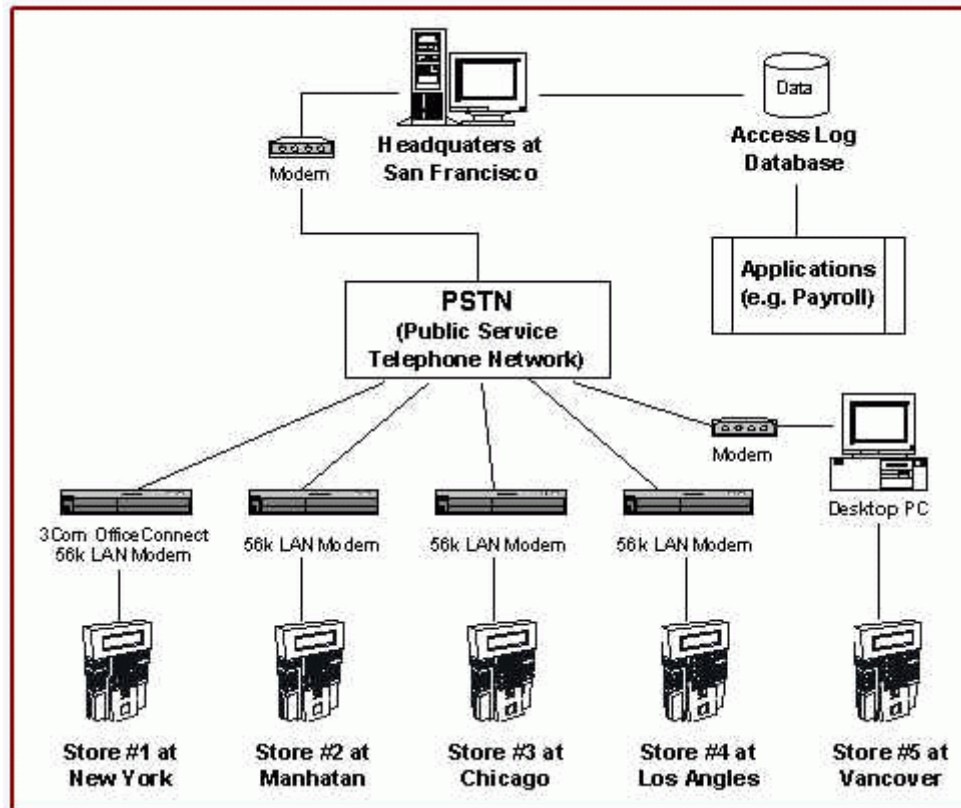 Data
Headquaters at
San Francisco
Access Log
Database
Modem
Applications
(e.g. Payroll)
PSTN
(Public Service
Telephone Network)
Modem
3Com OfficeConnect
56k LAN Modem
56k LAN Modem
56k LAN Modem
56k LAN Modem
Desktop PC
Store #1 at
New York
Store #2 at
Manhatan
Store #3 at
Chicago
Store #4 at
Los Angles
Store #5 at
Vancover